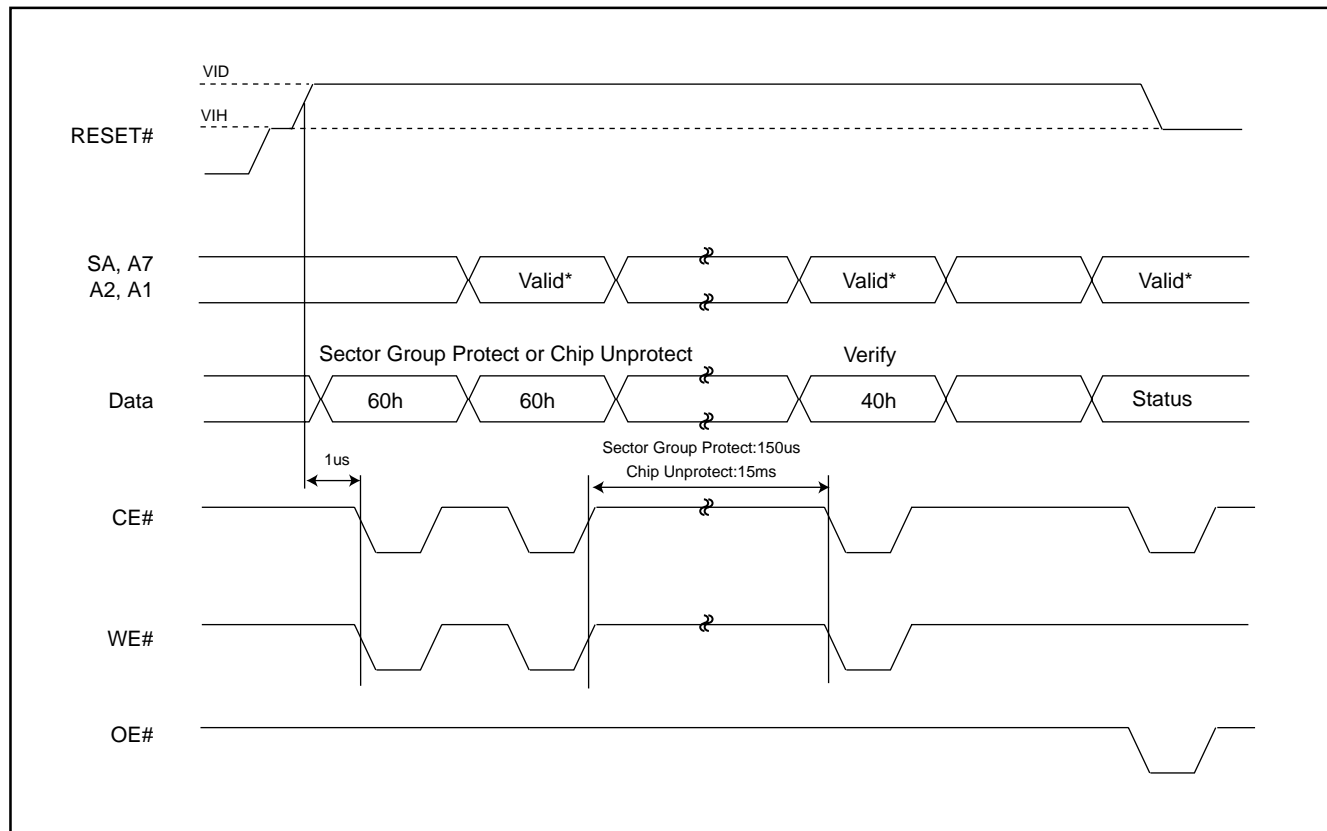 VID
VIH
RESET#
SA, A7
A2, A1
Valid*
Valid*
Valid*
Sector Group Protect or Chip Unprotect
Verify
Data
60h
60h
40h
Status
1us
Sector Group Protect:150us
Chip Unprotect:15ms
CE#
WE#
OE#